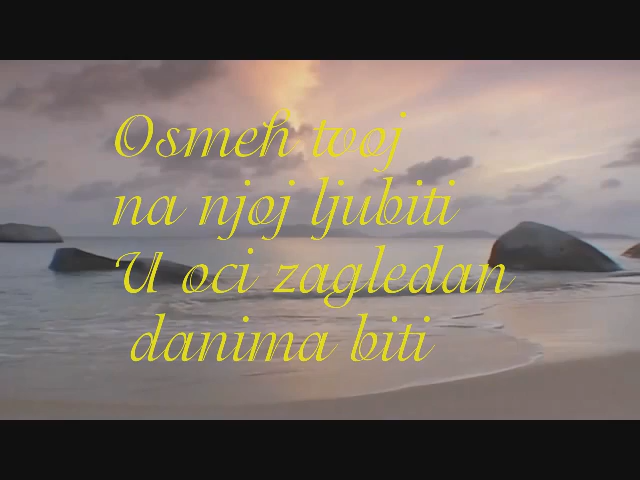 Osmeh tvoj
na njoj ljubiti
U oci zagledan
danima biti